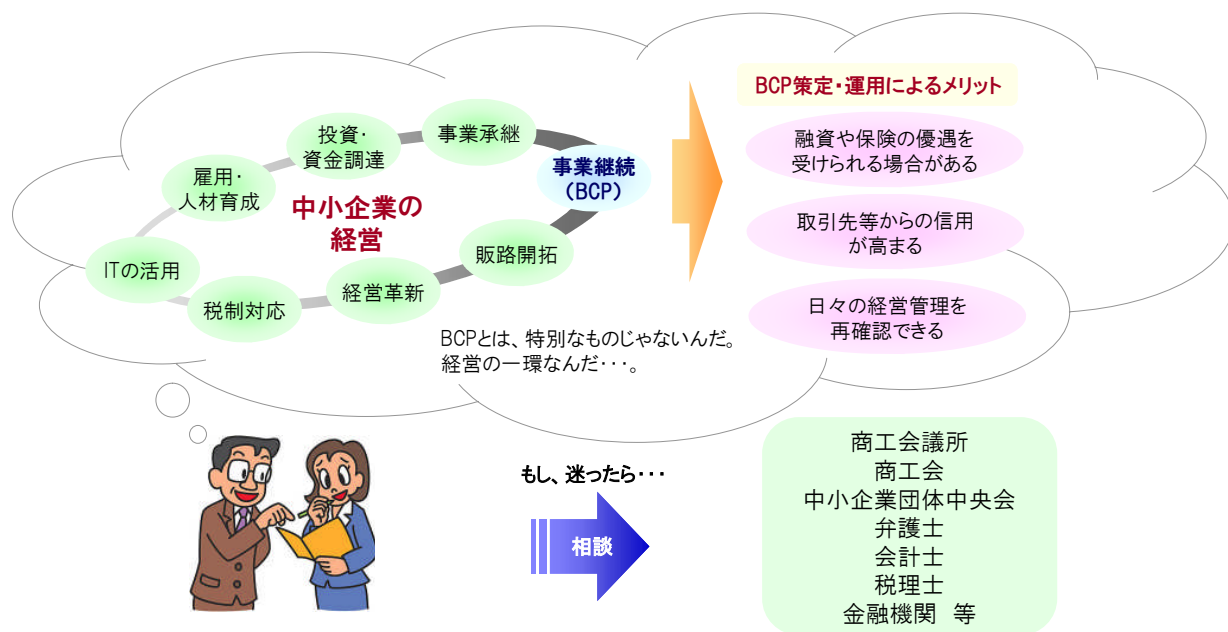 BCP策定・運用によるメリット
投資・
資金調達
事業承継
事業継続
(BCP)
雇用・
人材育成
中小企業の
経営
販路開拓
ITの活用
税制対応
経営革新
融資や保険の優遇を
受けられる場合がある
取引先等からの信用
が高まる
日々の経営管理を
再確認できる
BCPとは、特別なものじゃないんだ。
経営の一環なんだ・・・。
もし、迷ったら・・・
相談
商工会議所
商工会
中小企業団体中央会
弁護士
会計士
税理士
金融機関　等